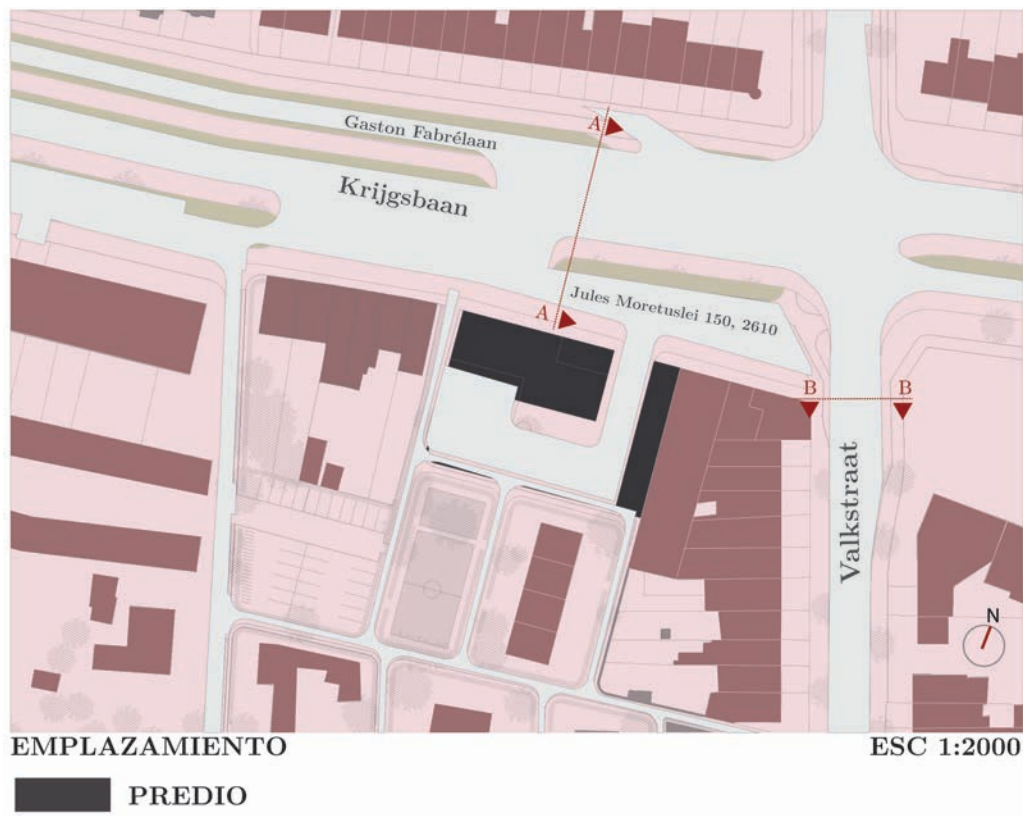 A
Gaston Fabrélaan
Krijgsbaan
Jules Moretuslei 150, 2610
A
B
B
Valkstraat
N
EMPLAZAMIENTO
ESC 1:2000
PREDIO